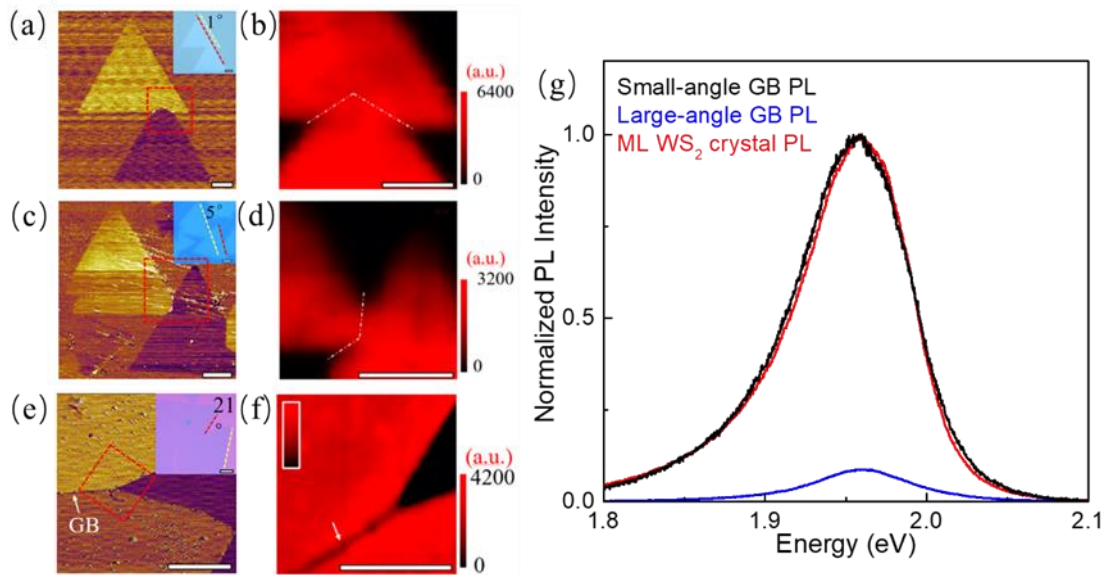 (a)
1°
(b)
(a.u.)
6400
0
(c)
5°
(d)
(a.u.)
3200
0
(e)
21
°
GB
(f)
(a.u.)
4200
0
(g)
Small-angle GB PL
Large-angle GB PL
ML WS₂ crystal PL
Normalized PL Intensity
1.0
0.5
0.0
1.8
1.9
2.0
2.1
Energy (eV)